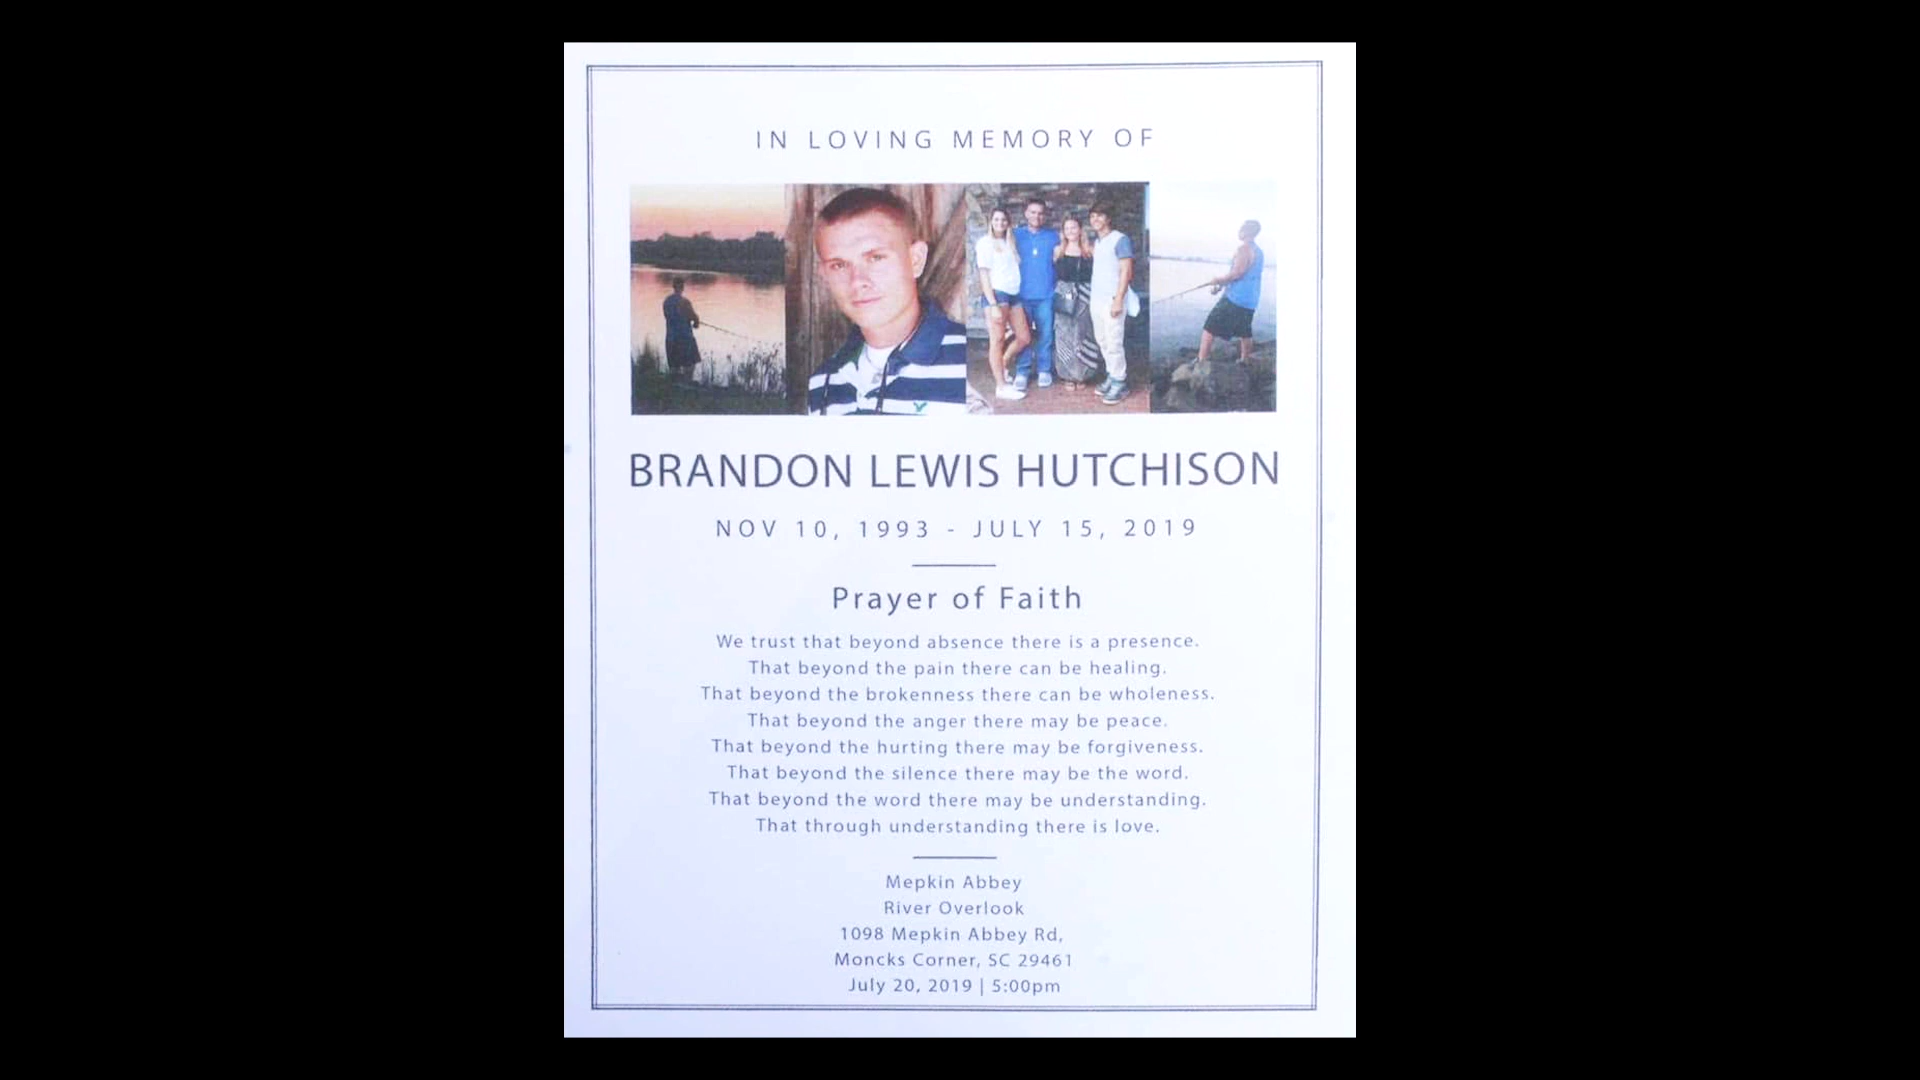 IN LOVING MEMORY OF
BRANDON LEWIS HUTCHISON
NOV 10, 1993 - JULY 15, 2019
Prayer of Faith
We trust that beyond absence there is a presence.
That beyond the pain there can be healing.
That beyond the brokenness there can be wholeness.
That beyond the anger there may be peace.
That beyond the hurting there may be forgiveness.
That beyond the silence there may be the word.
That beyond the word there may be understanding.
That through understanding there is love.
Mepkin Abbey
River Overlook
1098 Mepkin Abbey Rd,
Moncks Corner, SC 29461
July 20, 2019 | 5:00pm